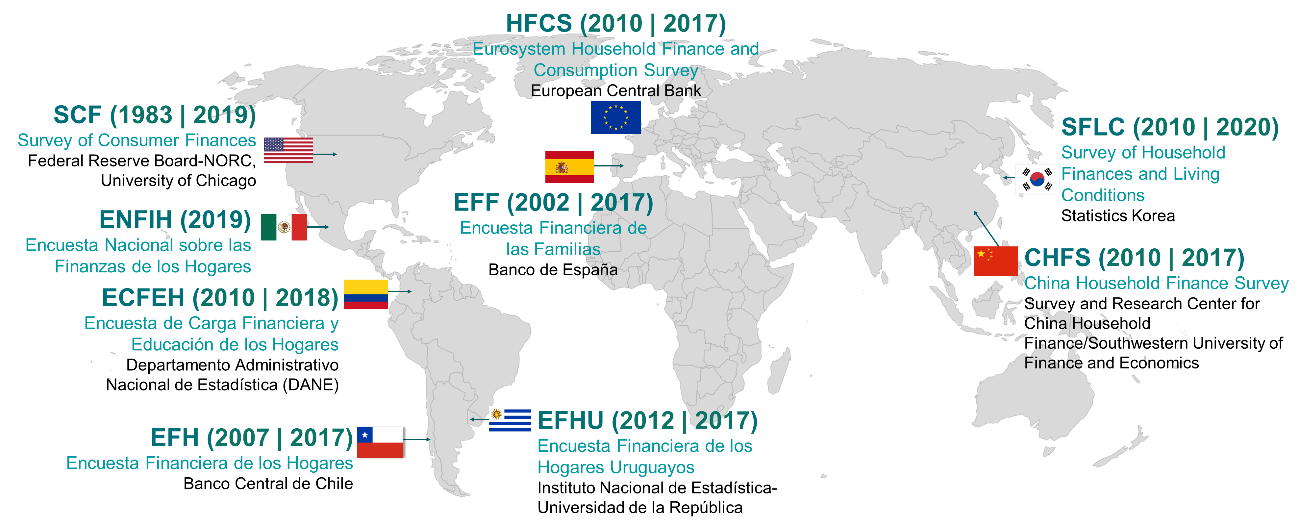 HFCS (2010 | 2017)
Eurosystem Household Finance and
Consumption Survey
European Central Bank
SCF (1983 | 2019)
Survey of Consumer Finances
Federal Reserve Board-NORC,
University of Chicago
SFLC (2010 | 2020)
Survey of Household
Finances and Living
Conditions
Statistics Korea
EFF (2002 | 2017)
Encuesta Financiera de
las Familias
Banco de España
ENFIH (2019)
Encuesta Nacional sobre las
Finanzas de los Hogares
CHFS (2010 | 2017)
China Household Finance Survey
Survey and Research Center for
China Household
Finance/Southwestern University of
Finance and Economics
ECFEH (2010 | 2018)
Encuesta de Carga Financiera y
Educación de los Hogares
Departamento Administrativo
Nacional de Estadística (DANE)
EFH (2007 | 2017)
Encuesta Financiera de los Hogares
Banco Central de Chile
EFHU (2012 | 2017)
Encuesta Financiera de los
Hogares Uruguayos
Instituto Nacional de Estadística-
Universidad de la República